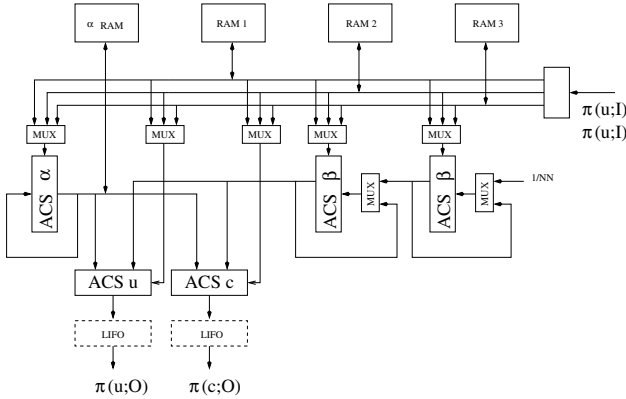 α RAM
RAM 1
RAM 2
RAM 3
π(u;I)
π(u;I)
MUX
MUX
MUX
MUX
MUX
ACS α
ACS β
MUX
ACS β
MUX
1/NN
ACS u
ACS c
LIFO
LIFO
π(u;O)
π(c;O)